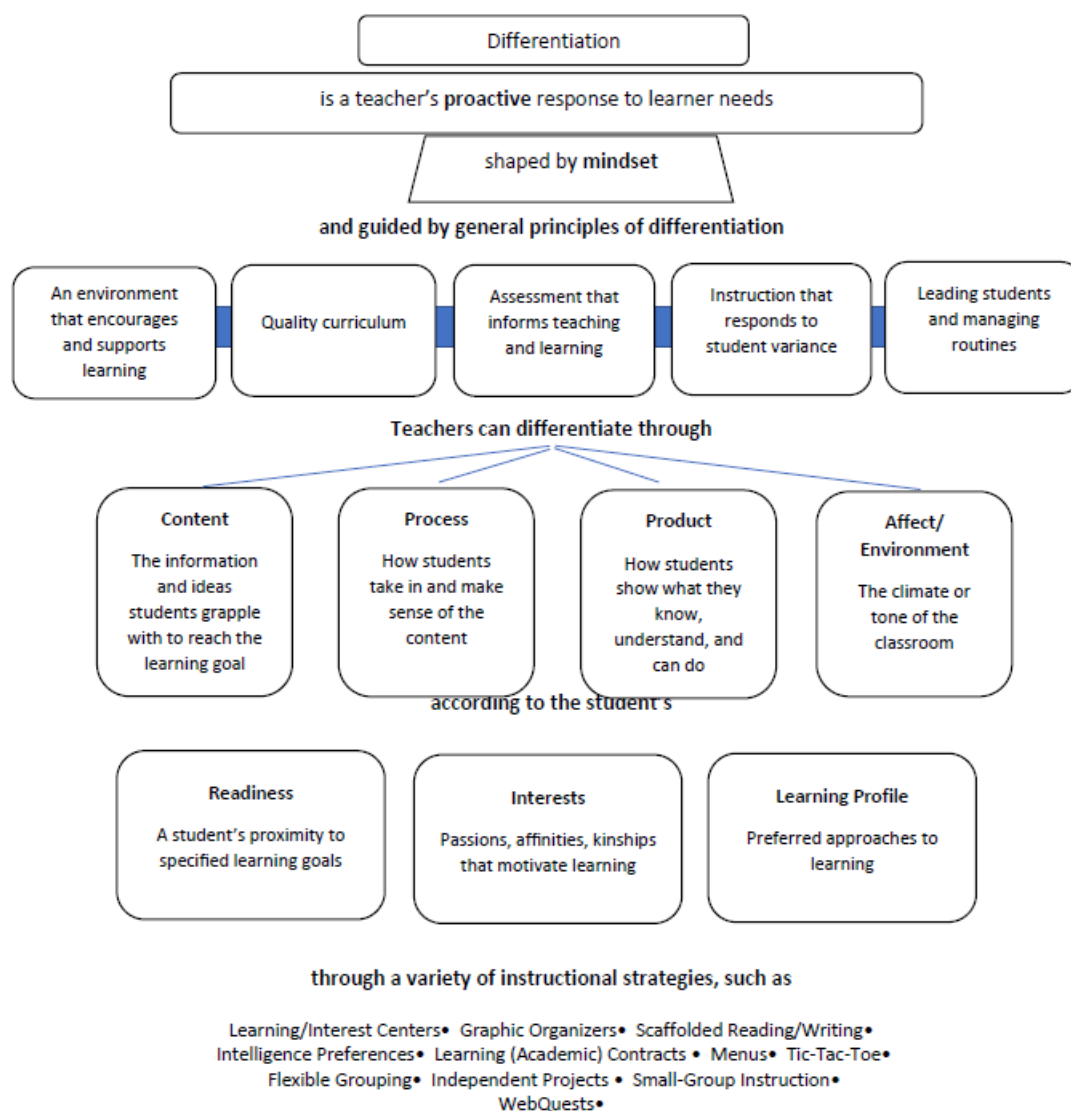 Differentiation
is a teacher's proactive response to learner needs
shaped by mindset
and guided by general principles of differentiation
An environment
that encourages
and supports
learning
Quality curriculum
Assessment that
informs teaching
and learning
Instruction that
responds to
student variance
Leading students
and managing
routines
Teachers can differentiate through
Content
The information
and ideas
students grapple
with to reach the
learning goal
Process
How students
take in and make
sense of the
content
Product
How students
show what they
know,
understand, and
can do
Affect/
Environment
The climate or
tone of the
classroom
according to the student's
Readiness
A student's proximity to
specified learning goals
Interests
Passions, affinities, kinships
that motivate learning
Learning Profile
Preferred approaches to
learning
through a variety of instructional strategies, such as
Learning/Interest Centers• Graphic Organizers• Scaffolded Reading/Writing•
Intelligence Preferences• Learning (Academic) Contracts • Menus• Tic-Tac-Toe•
Flexible Grouping• Independent Projects • Small-Group Instruction•
WebQuests•